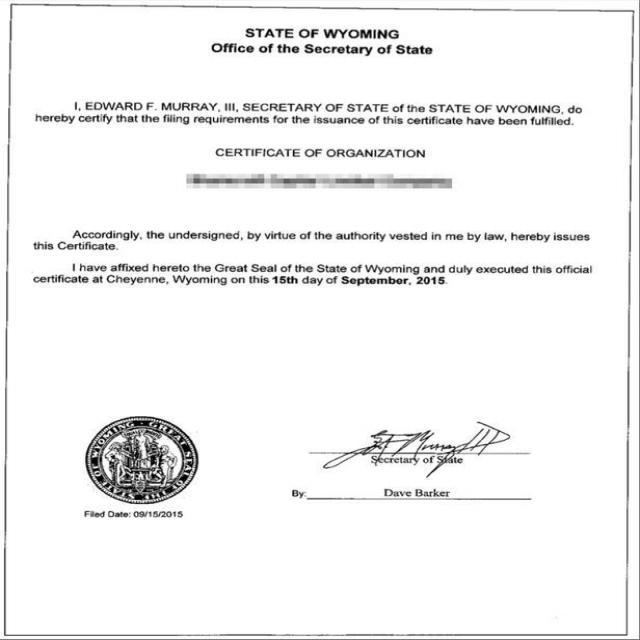 STATE OF WYOMING
Office of the Secretary of State
I, EDWARD F. MURRAY, III, SECRETARY OF STATE of the STATE OF WYOMING, do
hereby certify that the filing requirements for the issuance of this certificate have been fulfilled.
CERTIFICATE OF ORGANIZATION
Accordingly, the undersigned, by virtue of the authority vested in me by law, hereby issues
this Certificate.
I have affixed hereto the Great Seal of the State of Wyoming and duly executed this official
certificate at Cheyenne, Wyoming on this 15th day of September, 2015.
GREAT SEAL OF THE STATE OF WYOMING
Secretary of State
By: Dave Barker
Filed Date: 09/15/2015